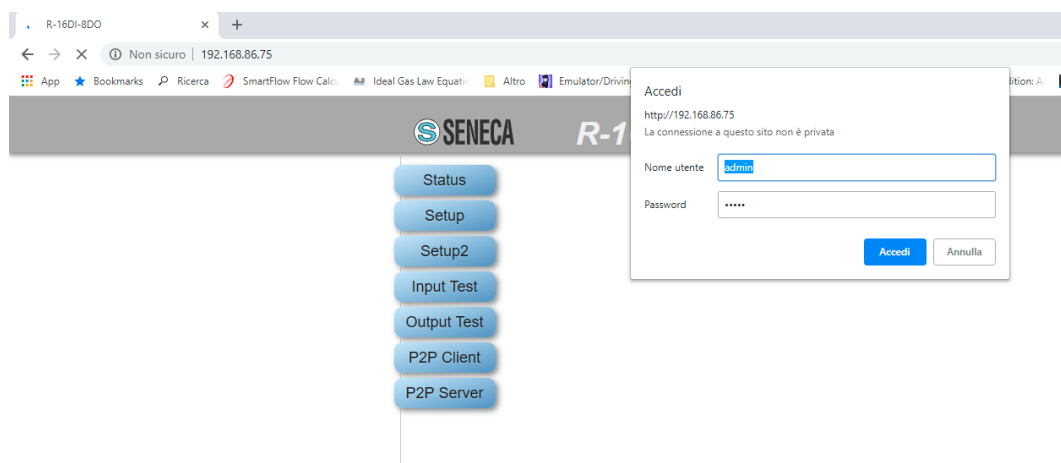 R-16DI-8DO
Non sicuro | 192.168.86.75
App Bookmarks Ricerca SmartFlow Flow Calc Ideal Gas Law Equatic Altro Emulator/Driving
SENECA R-1
Accedi
http://192.168.86.75
La connessione a questo sito non è privata
Nome utente admin
Password •••••
Accedi Annulla
Status
Setup
Setup2
Input Test
Output Test
P2P Client
P2P Server